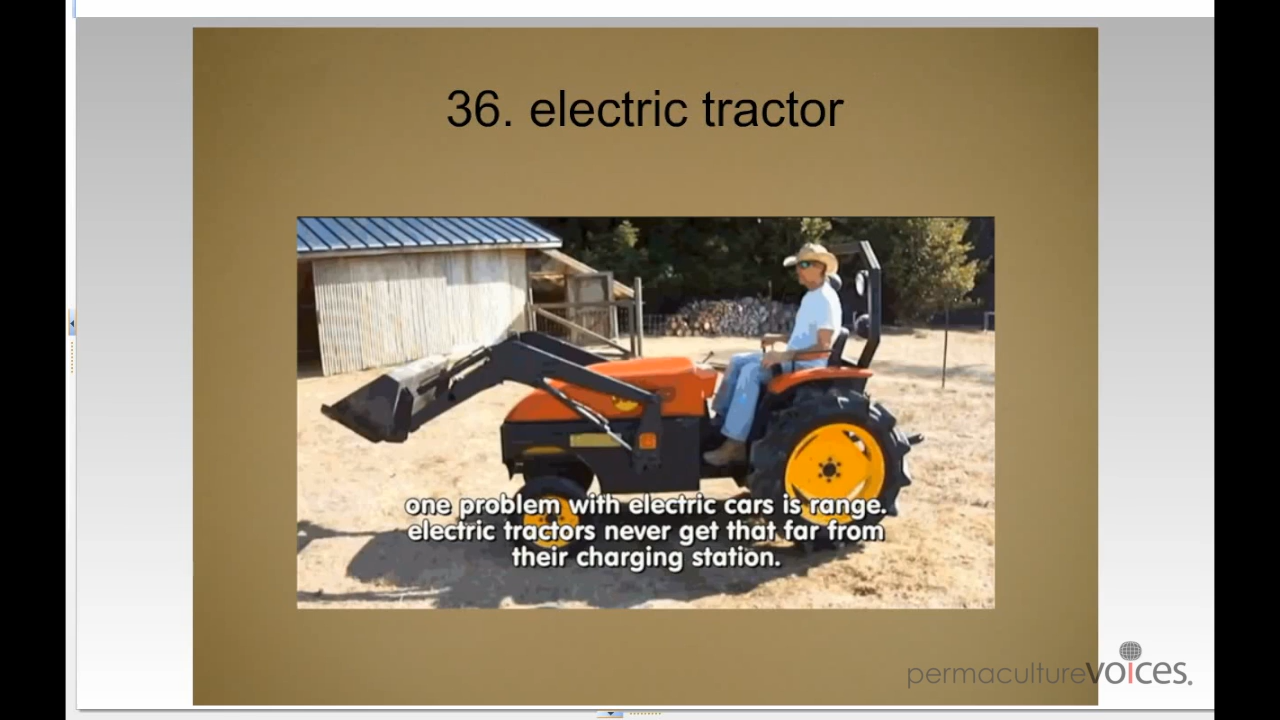 36. electric tractor
one problem with electric cars is range.
electric tractors never get that far from
their charging station.
permaculturevoices.